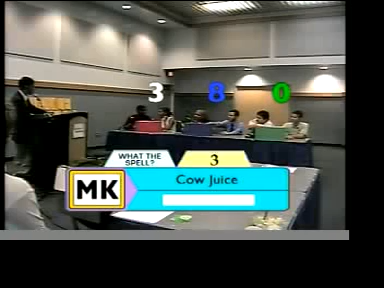 3 8 0
WHAT THE
SPELL?
3
MK
Cow Juice